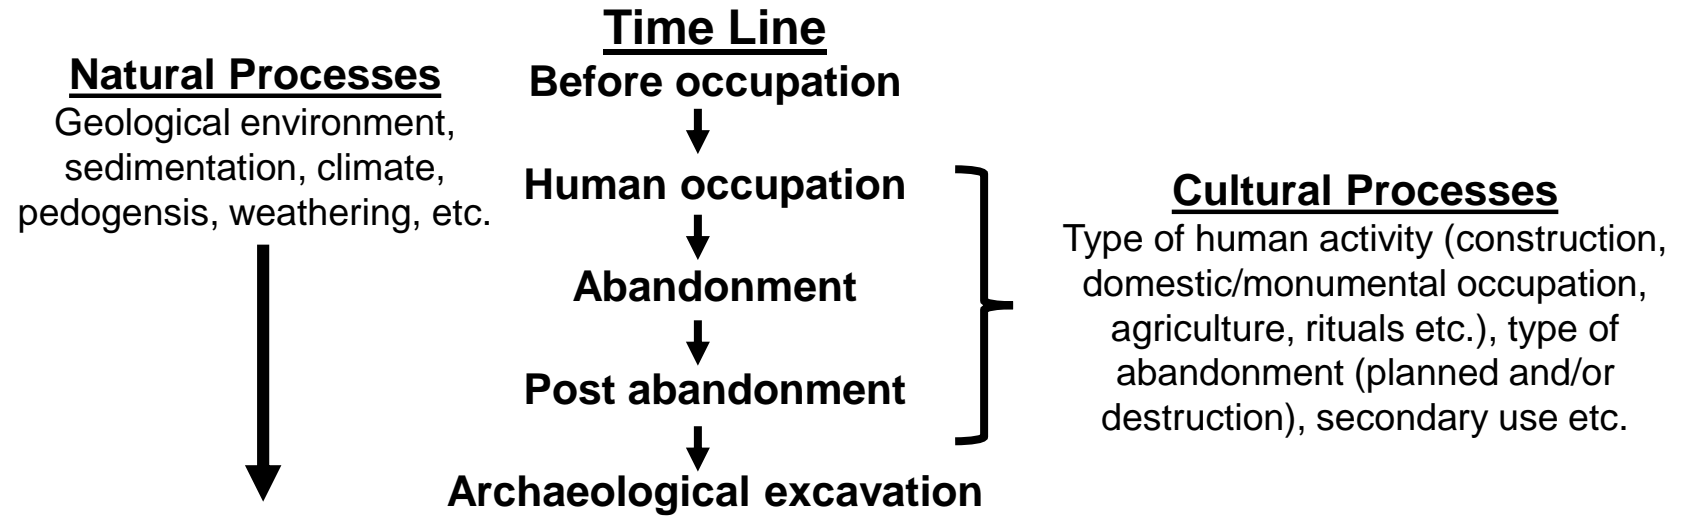 Time Line
Natural Processes
Geological environment,
sedimentation, climate,
pedogensis, weathering, etc.
Before occupation
Human occupation
Abandonment
Post abandonment
Archaeological excavation
Cultural Processes
Type of human activity (construction,
domestic/monumental occupation,
agriculture, rituals etc.), type of
abandonment (planned and/or
destruction), secondary use etc.